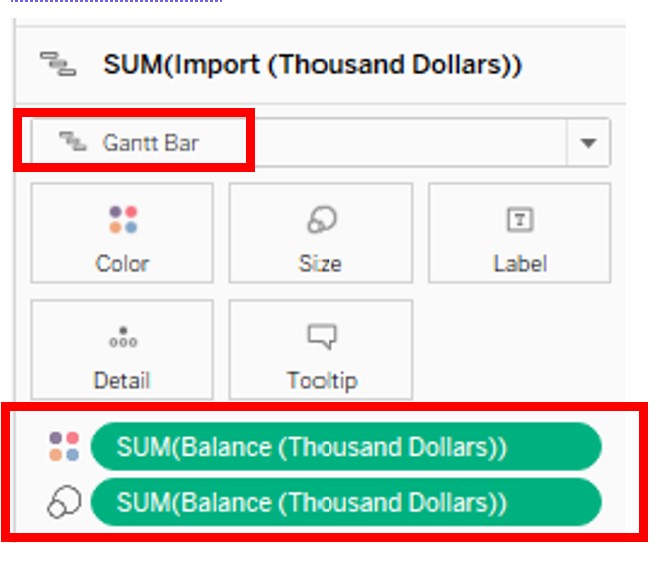 SUM(Import (Thousand Dollars))
Gantt Bar
Color Size Label
Detail Tooltip
SUM(Balance (Thousand Dollars))
SUM(Balance (Thousand Dollars))